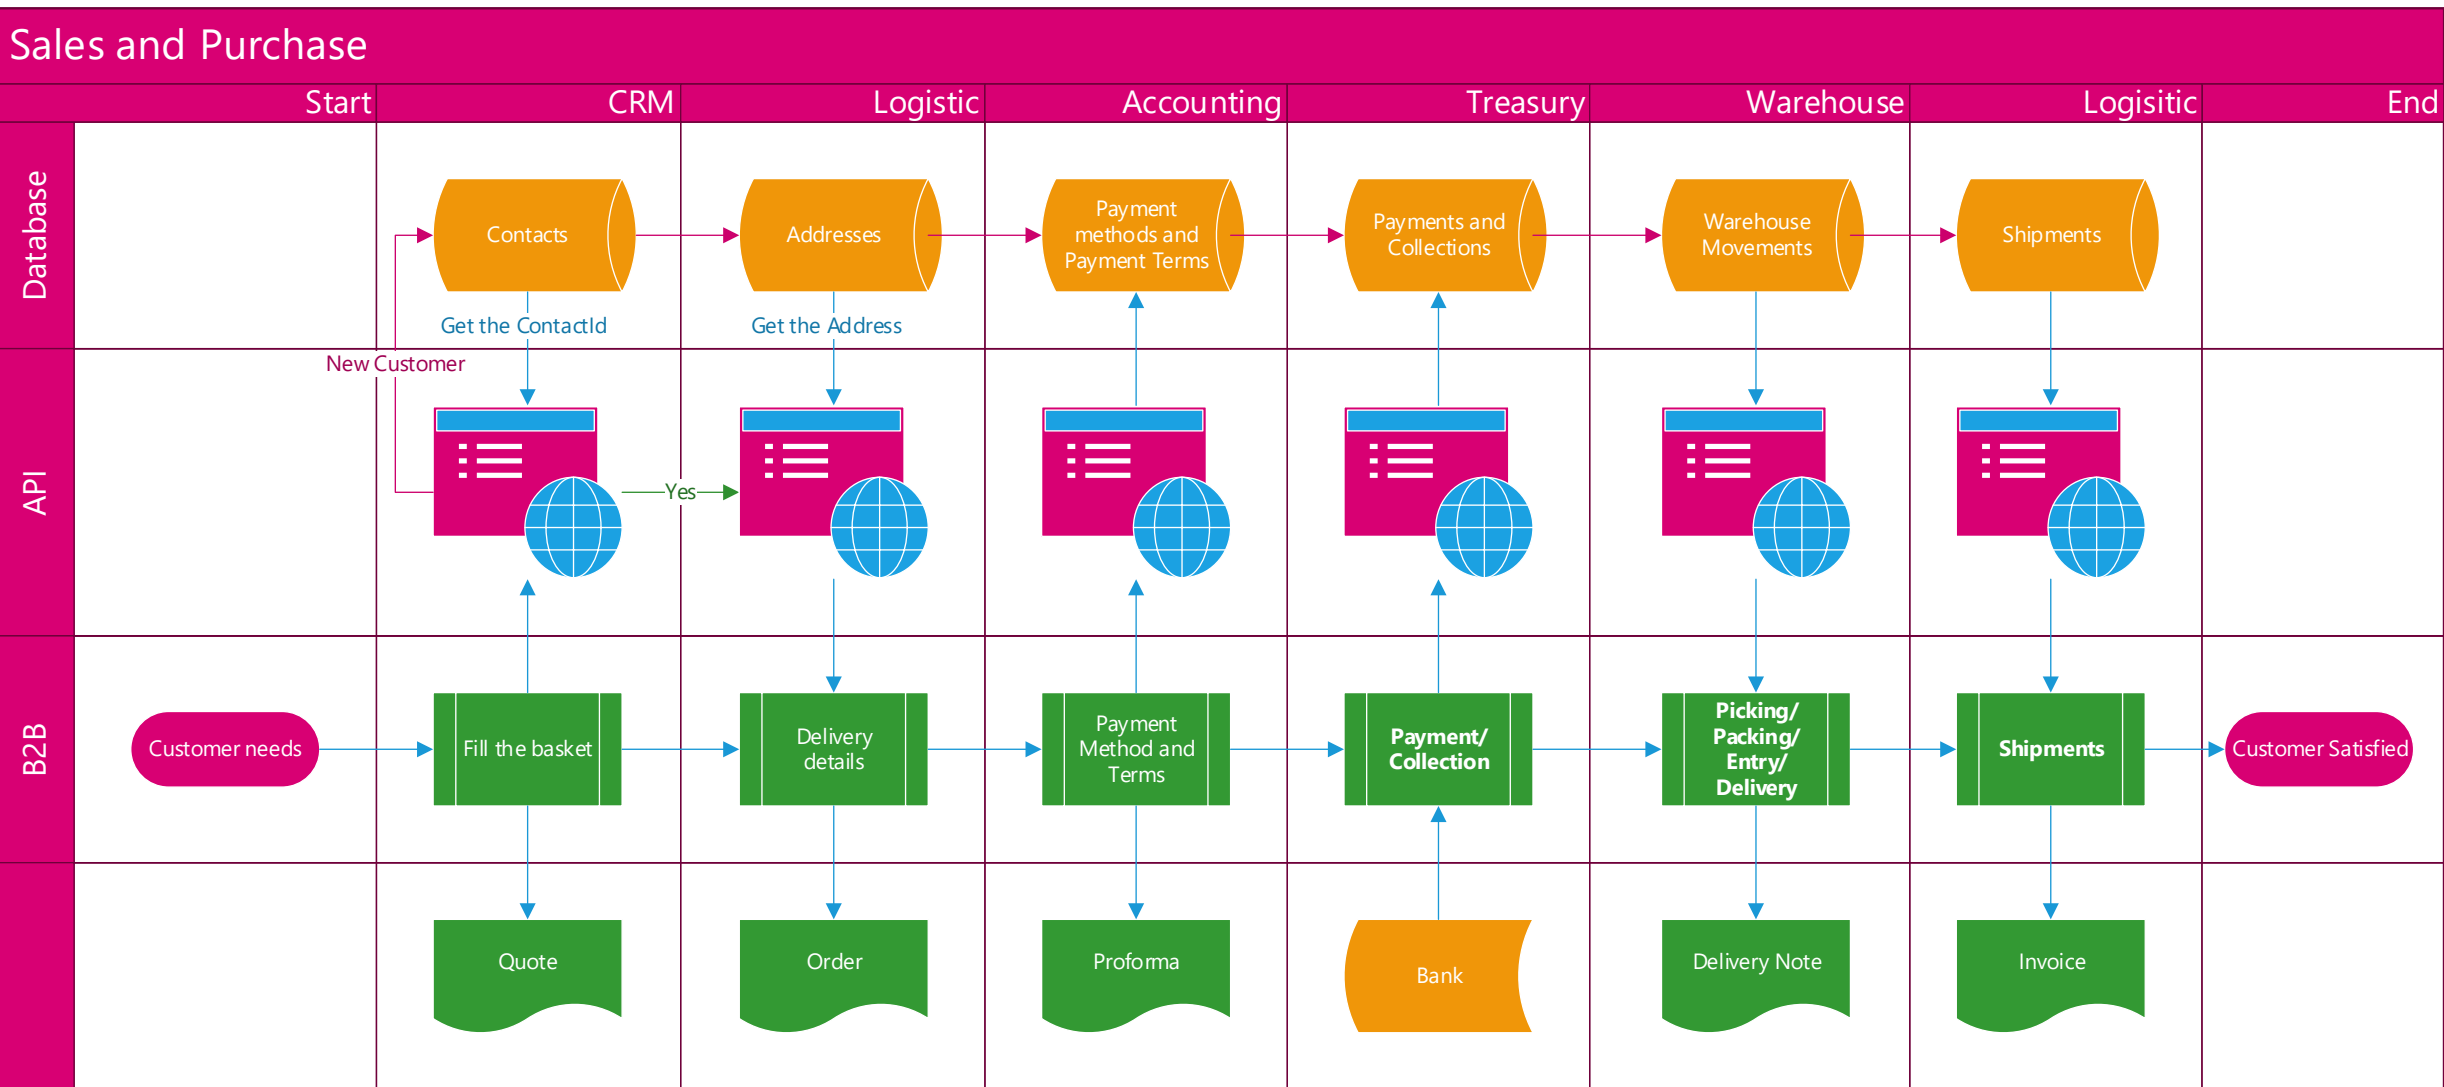 Sales and Purchase
Start
CRM
Logistic
Accounting
Treasury
Warehouse
Logisitic
End
Database
Contacts
Addresses
Payment
methods and
Payment Terms
Payments and
Collections
Warehouse
Movements
Shipments
Get the ContactId
Get the Address
New Customer
API
Yes
B2B
Customer needs
Fill the basket
Delivery
details
Payment
Method and
Terms
Payment/
Collection
Picking/
Packing/
Entry/
Delivery
Shipments
Customer Satisfied
Quote
Order
Proforma
Bank
Delivery Note
Invoice